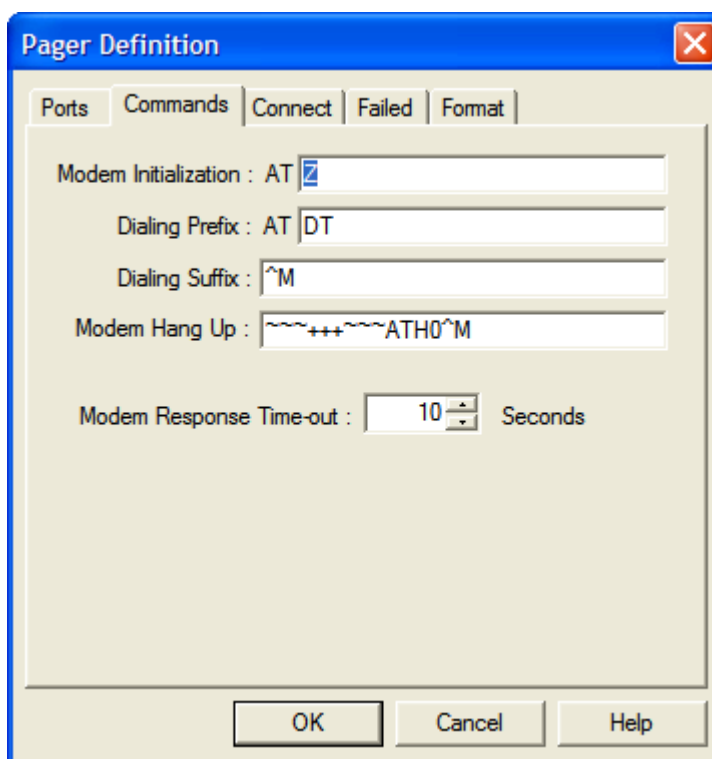 Pager Definition
Ports Commands Connect Failed Format
Modem Initialization : AT Z
Dialing Prefix : AT DT
Dialing Suffix : ^M
Modem Hang Up : ~~~+++~~~ATH0^M
Modem Response Time-out : 10 Seconds
OK Cancel Help